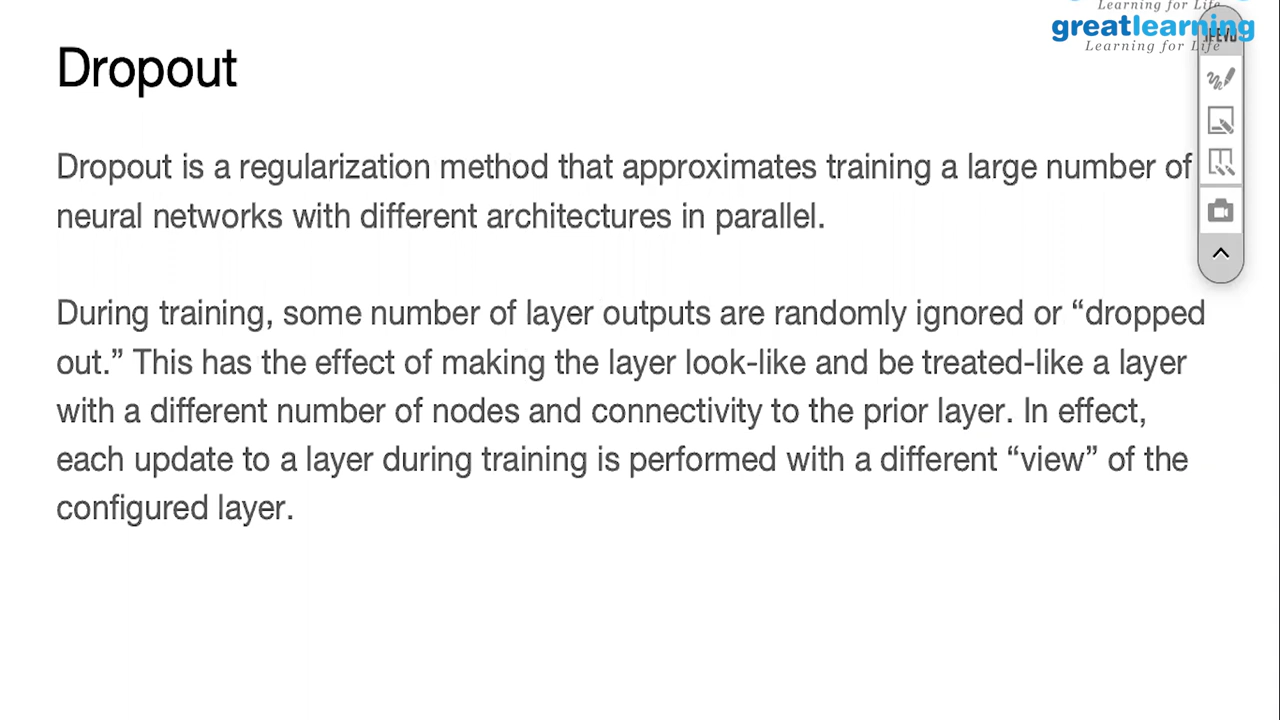 Learning for Life
greatlearning
Learning for Life
Dropout
Dropout is a regularization method that approximates training a large number of
neural networks with different architectures in parallel.
During training, some number of layer outputs are randomly ignored or “dropped
out.” This has the effect of making the layer look-like and be treated-like a layer
with a different number of nodes and connectivity to the prior layer. In effect,
each update to a layer during training is performed with a different “view” of the
configured layer.